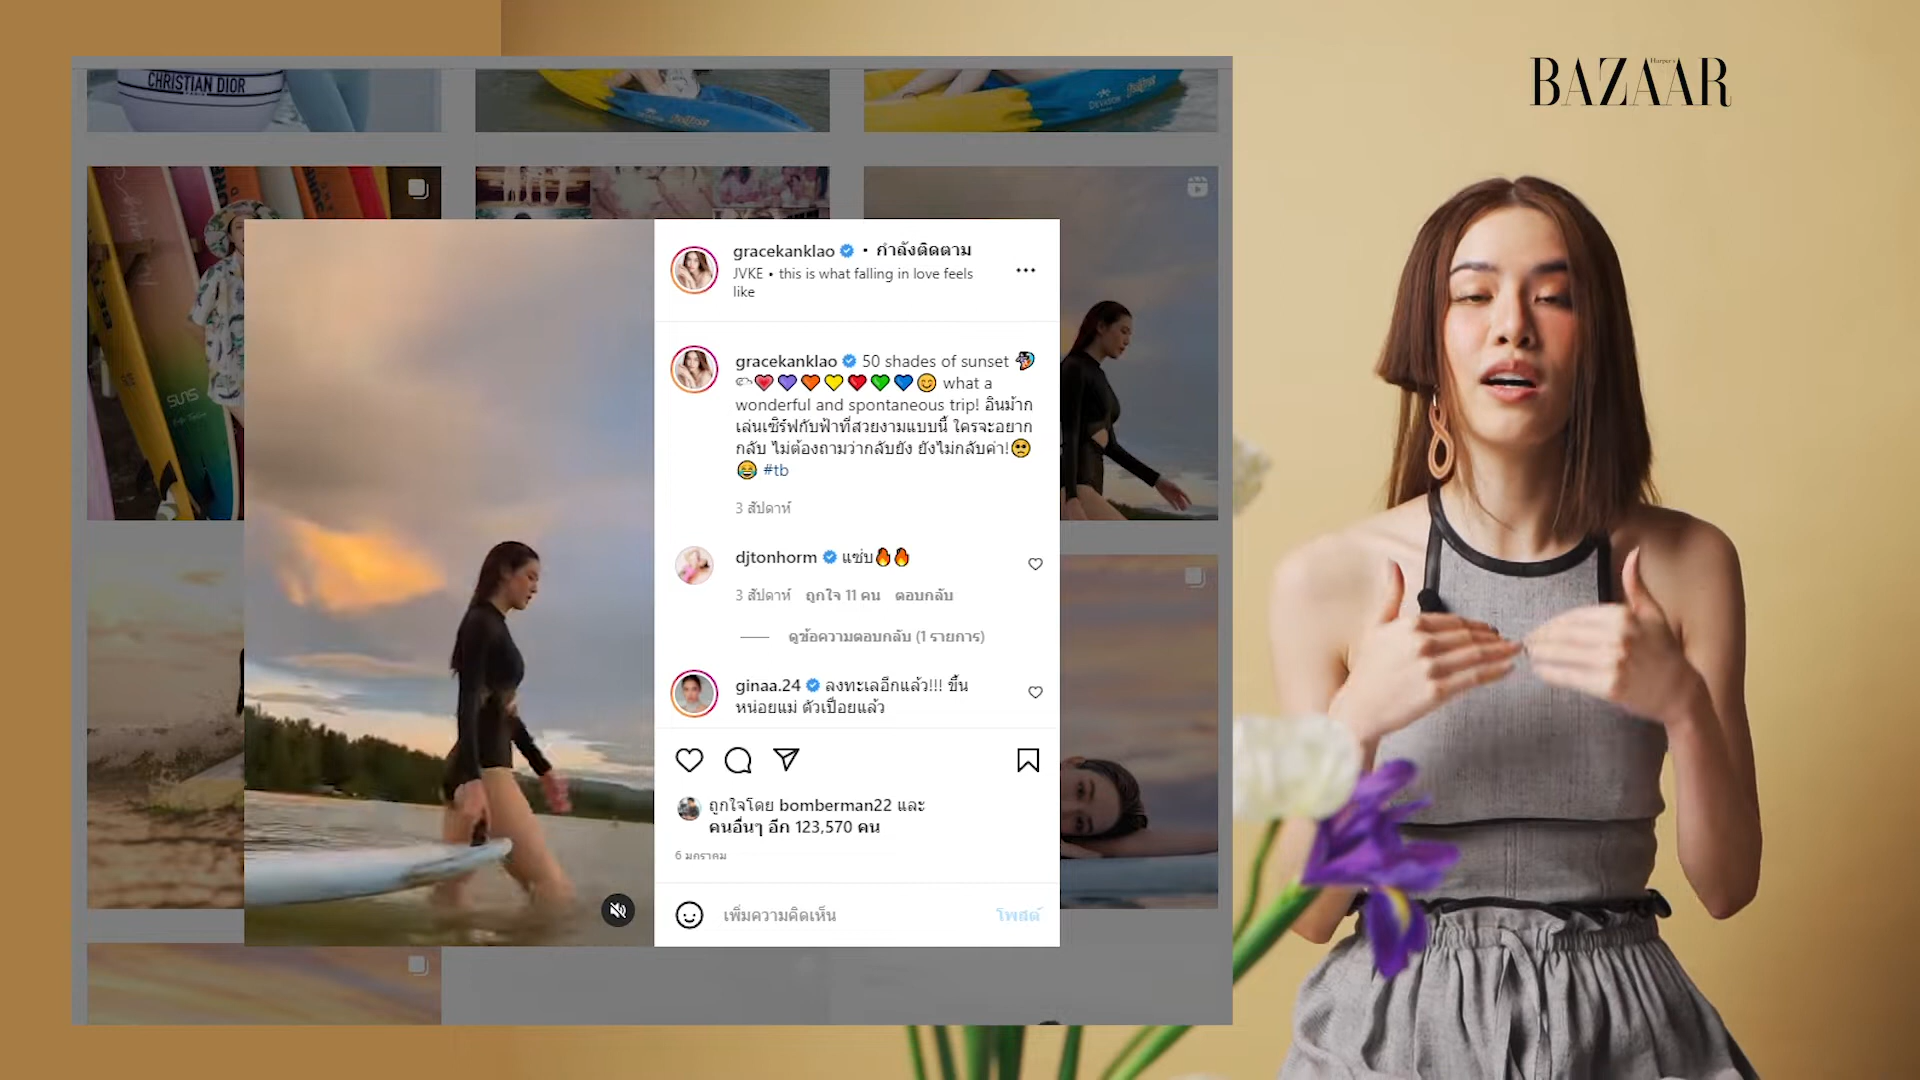 CHRISTIAN DIOR
Harper's
BAZAAR
gracekanklao • กำลังติดตาม
JVKE • this is what falling in love feels
like
gracekanklao 50 shades of sunset 🏄
🫰💗💜🧡💛❤️💚💙😊 what a
wonderful and spontaneous trip! อินม้าก
เล่นเซิร์ฟกับฟ้าที่สวยงามแบบนี้ ใครจะอยาก
กลับ ไม่ต้องถามว่ากลับยัง ยังไม่กลับค่า!🥺
😂 #tb
3 สัปดาห์
djtonhorm แซ่บ🔥🔥
3 สัปดาห์ ถูกใจ 11 คน ตอบกลับ
ดูข้อความตอบกลับ (1 รายการ)
ginaa.24 ลงทะเลอีกแล้ว!!! ขึ้น
หน่อยแม่ ตัวเปื่อยแล้ว
ถูกใจโดย bomberman22 และ
คนอื่นๆ อีก 123,570 คน
6 มกราคม
เพิ่มความคิดเห็น โพสต์